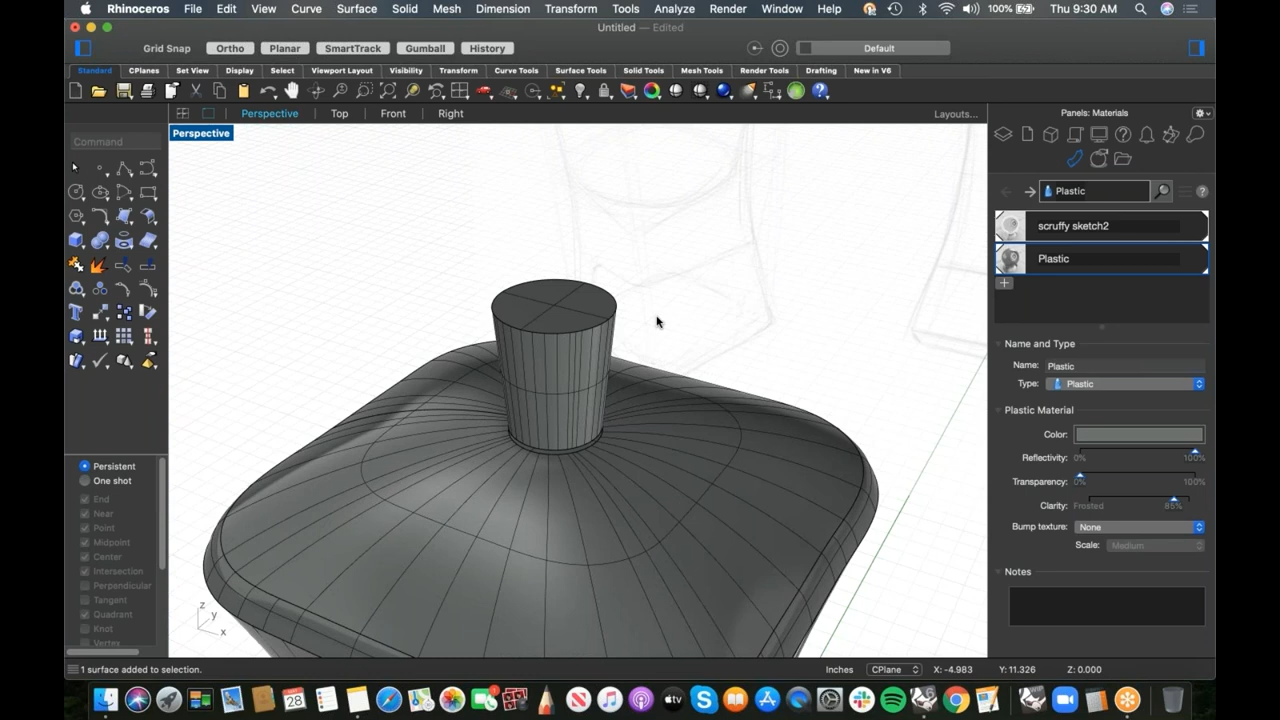 Rhinoceros File Edit View Curve Surface Solid Mesh Dimension Transform Tools Analyze Render Window Help 100% Thu 9:30 AM
Untitled — Edited
Grid Snap Ortho Planar SmartTrack Gumball History Default
Standard CPlanes Set View Display Select Viewport Layout Visibility Transform Curve Tools Surface Tools Solid Tools Mesh Tools Render Tools Drafting New in V6
Perspective Top Front Right Layouts... Panels: Materials
Perspective
Command
Plastic
scruffy sketch2
Plastic
Name and Type
Name: Plastic
Type: Plastic
Plastic Material
Color:
Reflectivity: 0% 100%
Transparency: 0% 100%
Clarity: Frosted 85%
Bump texture: None
Scale: Medium
Notes
Persistent
One shot
End
Near
Point
Midpoint
Center
Intersection
Perpendicular
Tangent
Quadrant
Knot
Vertex
z
y
x
1 surface added to selection. Inches CPlane X: -4.983 Y: 11.326 Z: 0.000
28